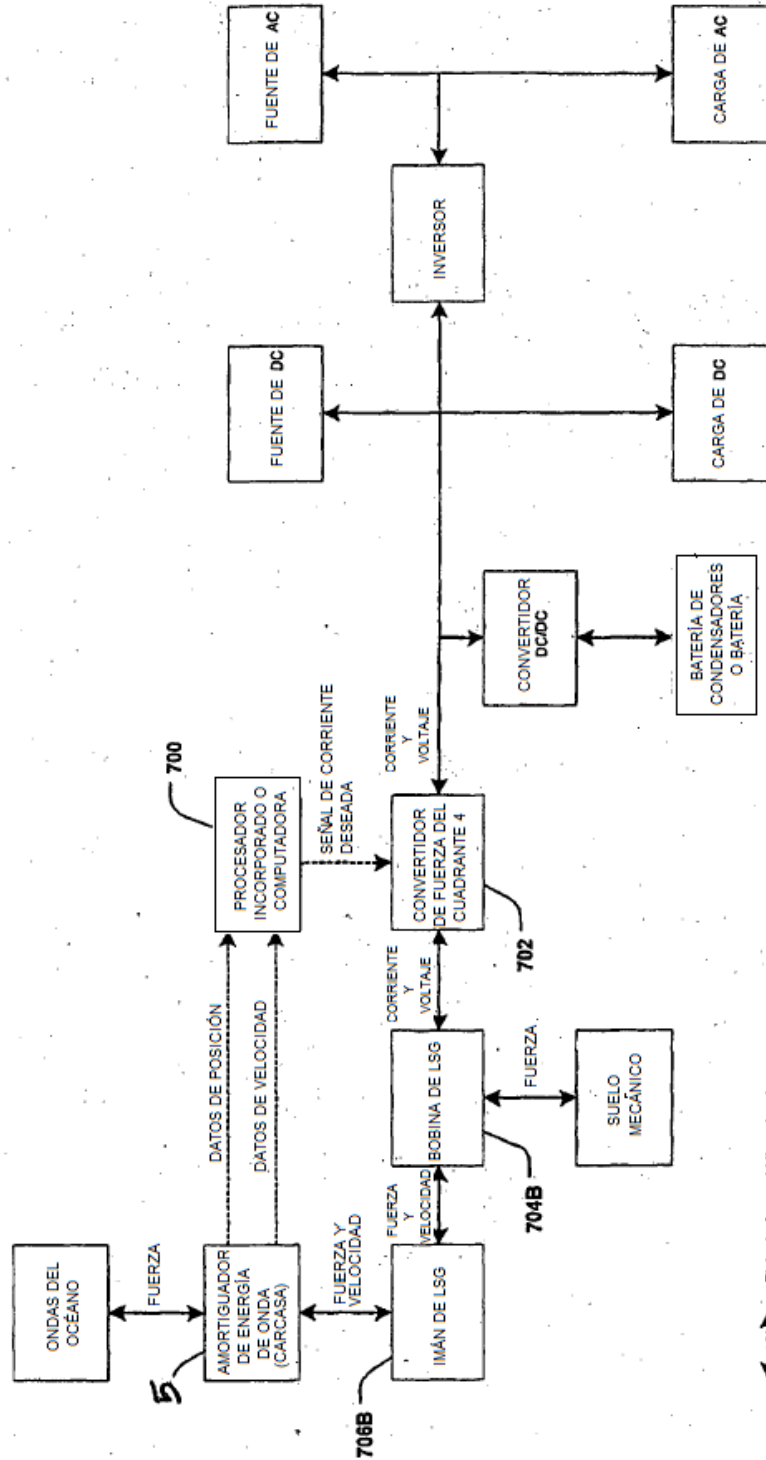 ONDAS DEL
OCÉANO
FUERZA
5
AMORTIGUADOR
DE ENERGÍA
DE ONDA
(CARCASA)
DATOS DE POSICIÓN
DATOS DE VELOCIDAD
700
PROCESADOR
INCORPORADO O
COMPUTADORA
FUERZA Y
VELOCIDAD
SEÑAL DE CORRIENTE
DESEADA
706B
IMÁN DE LSG
FUERZA
Y
VELOCIDAD
BOBINA DE LSG
704B
CORRIENTE
Y
VOLTAJE
CONVERTIDOR
DE FUERZA DEL
CUADRANTE 4
702
CORRIENTE
Y
VOLTAJE
FUERZA
SUELO
MECÁNICO
CONVERTIDOR
DC/DC
BATERÍA DE
CONDENSADORES
O BATERÍA
FUENTE DE DC
CARGA DE DC
INVERSOR
FUENTE DE AC
CARGA DE AC